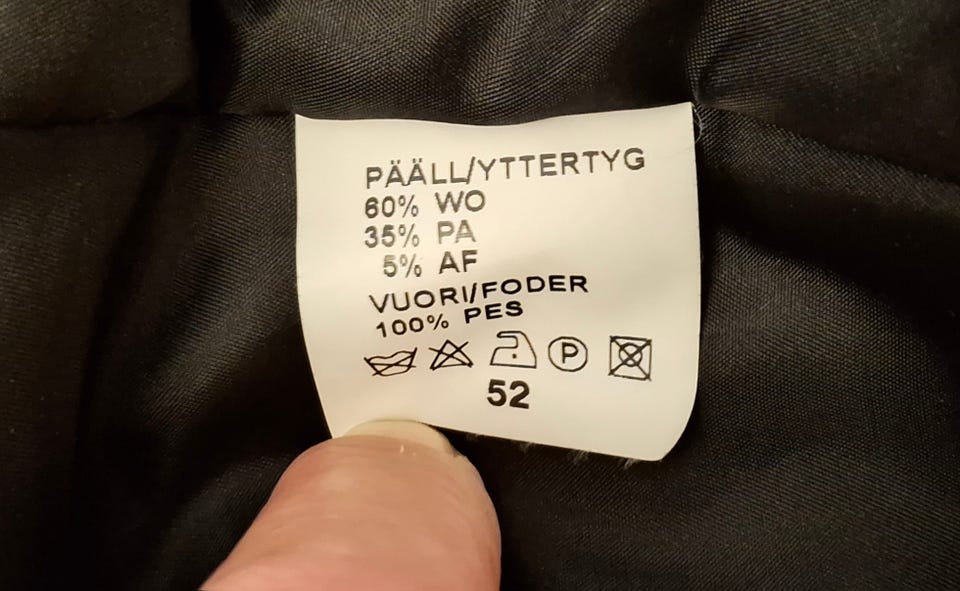 PÄÄLL/YTTERTYG
60% WO
35% PA
5% AF
VUORI/FODER
100% PES
P
52